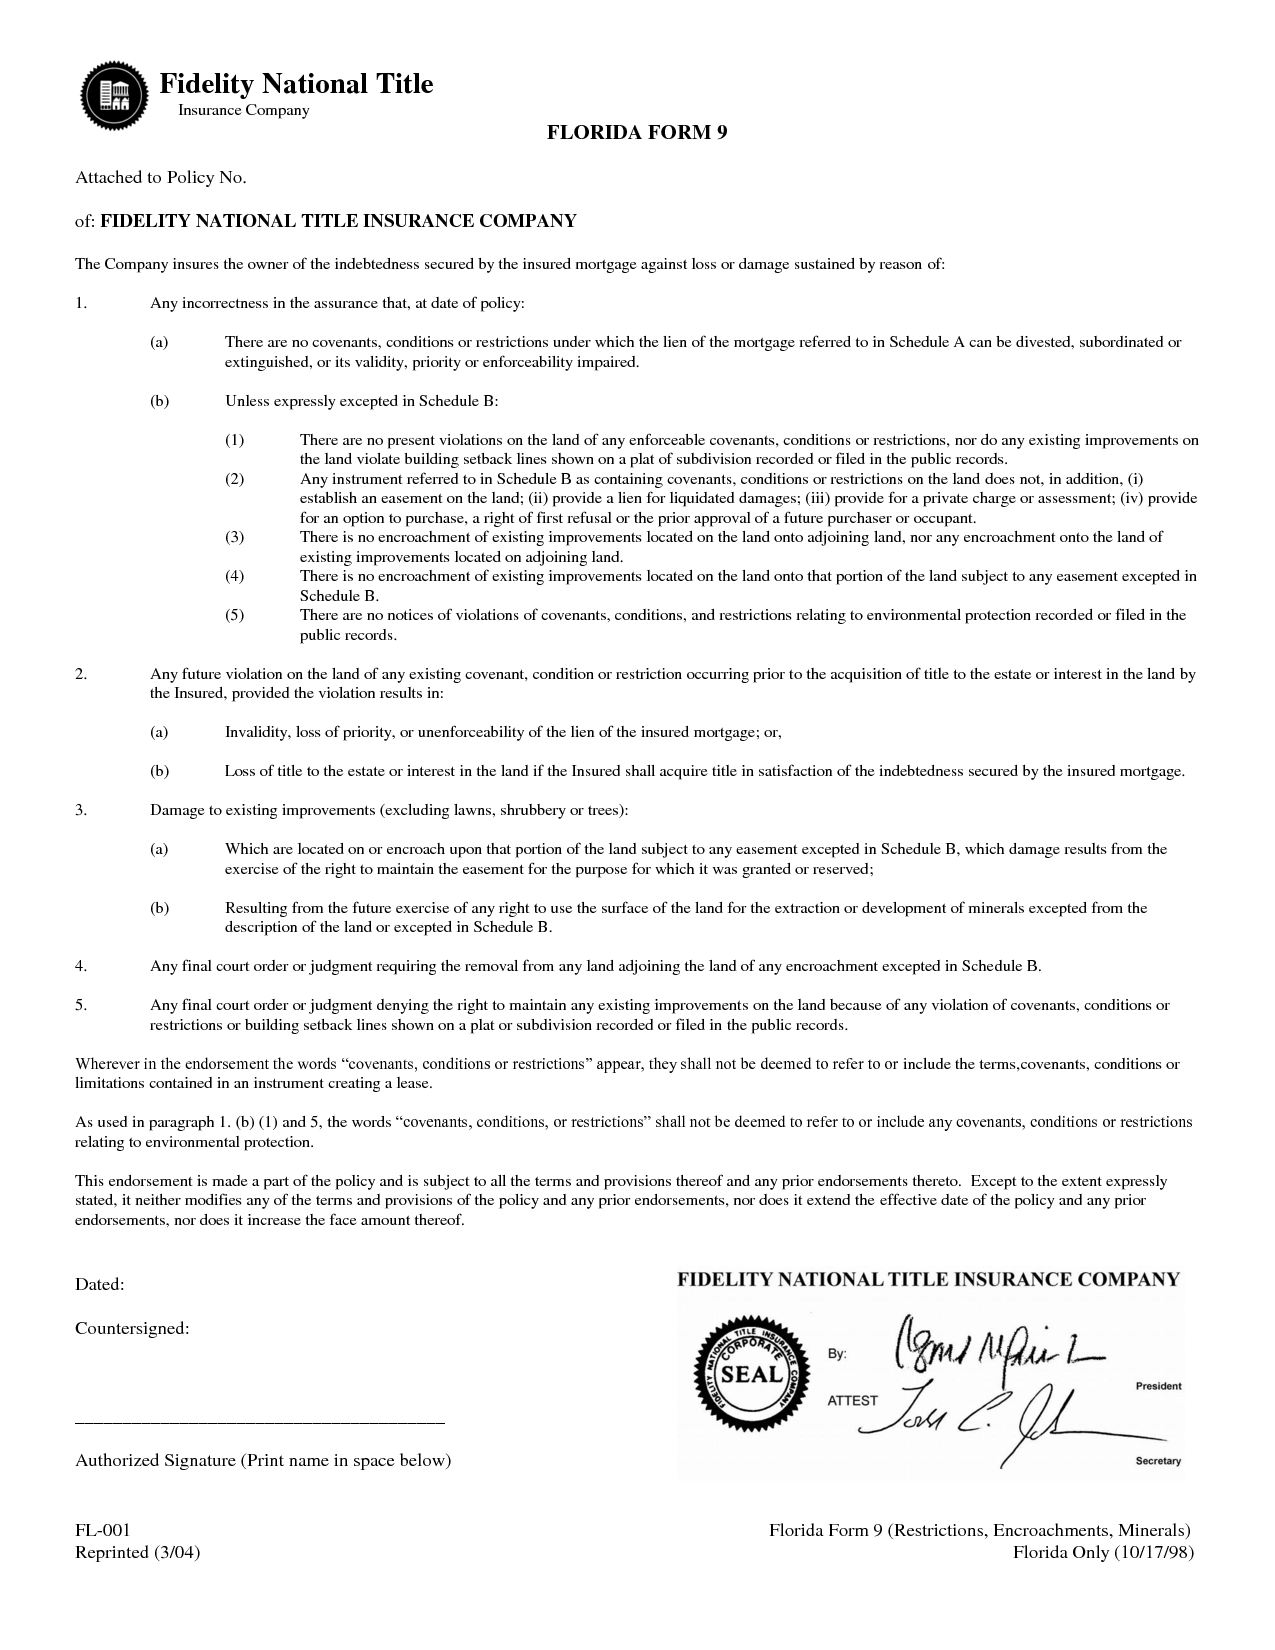 Fidelity National Title
Insurance Company
FLORIDA FORM 9
Attached to Policy No.
of: FIDELITY NATIONAL TITLE INSURANCE COMPANY
The Company insures the owner of the indebtedness secured by the insured mortgage against loss or damage sustained by reason of:
1. Any incorrectness in the assurance that, at date of policy:
(a) There are no covenants, conditions or restrictions under which the lien of the mortgage referred to in Schedule A can be divested, subordinated or
extinguished, or its validity, priority or enforceability impaired.
(b) Unless expressly excepted in Schedule B:
(1) There are no present violations on the land of any enforceable covenants, conditions or restrictions, nor do any existing improvements on
the land violate building setback lines shown on a plat of subdivision recorded or filed in the public records.
(2) Any instrument referred to in Schedule B as containing covenants, conditions or restrictions on the land does not, in addition, (i)
establish an easement on the land; (ii) provide a lien for liquidated damages; (iii) provide for a private charge or assessment; (iv) provide
for an option to purchase, a right of first refusal or the prior approval of a future purchaser or occupant.
(3) There is no encroachment of existing improvements located on the land onto adjoining land, nor any encroachment onto the land of
existing improvements located on adjoining land.
(4) There is no encroachment of existing improvements located on the land onto that portion of the land subject to any easement excepted in
Schedule B.
(5) There are no notices of violations of covenants, conditions, and restrictions relating to environmental protection recorded or filed in the
public records.
2. Any future violation on the land of any existing covenant, condition or restriction occurring prior to the acquisition of title to the estate or interest in the land by
the Insured, provided the violation results in:
(a) Invalidity, loss of priority, or unenforceability of the lien of the insured mortgage; or,
(b) Loss of title to the estate or interest in the land if the Insured shall acquire title in satisfaction of the indebtedness secured by the insured mortgage.
3. Damage to existing improvements (excluding lawns, shrubbery or trees):
(a) Which are located on or encroach upon that portion of the land subject to any easement excepted in Schedule B, which damage results from the
exercise of the right to maintain the easement for the purpose for which it was granted or reserved;
(b) Resulting from the future exercise of any right to use the surface of the land for the extraction or development of minerals excepted from the
description of the land or excepted in Schedule B.
4. Any final court order or judgment requiring the removal from any land adjoining the land of any encroachment excepted in Schedule B.
5. Any final court order or judgment denying the right to maintain any existing improvements on the land because of any violation of covenants, conditions or
restrictions or building setback lines shown on a plat or subdivision recorded or filed in the public records.
Wherever in the endorsement the words “covenants, conditions or restrictions” appear, they shall not be deemed to refer to or include the terms,covenants, conditions or
limitations contained in an instrument creating a lease.
As used in paragraph 1. (b) (1) and 5, the words “covenants, conditions, or restrictions” shall not be deemed to refer to or include any covenants, conditions or restrictions
relating to environmental protection.
This endorsement is made a part of the policy and is subject to all the terms and provisions thereof and any prior endorsements thereto. Except to the extent expressly
stated, it neither modifies any of the terms and provisions of the policy and any prior endorsements, nor does it extend the effective date of the policy and any prior
endorsements, nor does it increase the face amount thereof.
Dated:
Countersigned:
Authorized Signature (Print name in space below)
FIDELITY NATIONAL TITLE INSURANCE COMPANY
FIDELITY NATIONAL TITLE INSURANCE COMPANY
CORPORATE
SEAL
By:
President
ATTEST
Secretary
FL-001
Reprinted (3/04)
Florida Form 9 (Restrictions, Encroachments, Minerals)
Florida Only (10/17/98)